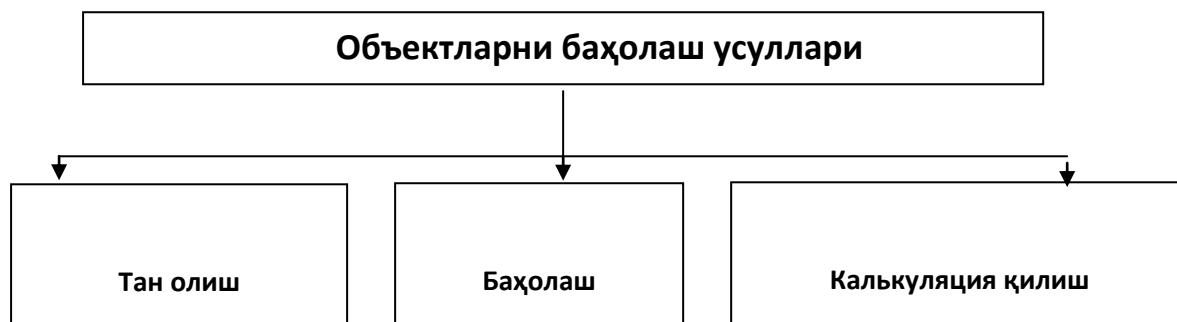 Объектларни баҳолаш усуллари
Тан олиш
Баҳолаш
Калькуляция қилиш